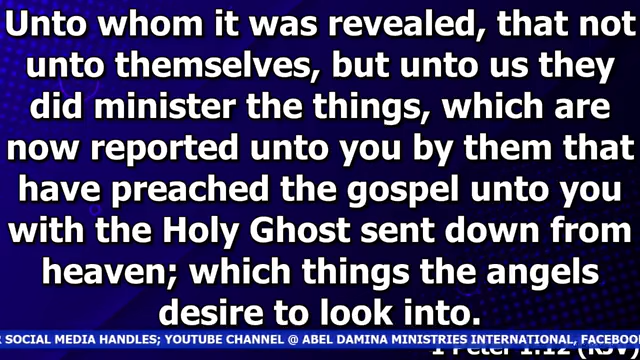 Unto whom it was revealed, that not
unto themselves, but unto us they
did minister the things, which are
now reported unto you by them that
have preached the gospel unto you
with the Holy Ghost sent down from
heaven; which things the angels
desire to look into.
R SOCIAL MEDIA HANDLES; YOUTUBE CHANNEL @ ABEL DAMINA MINISTRIES INTERNATIONAL, FACEBOO
1 Peter 1:12 (KJV)